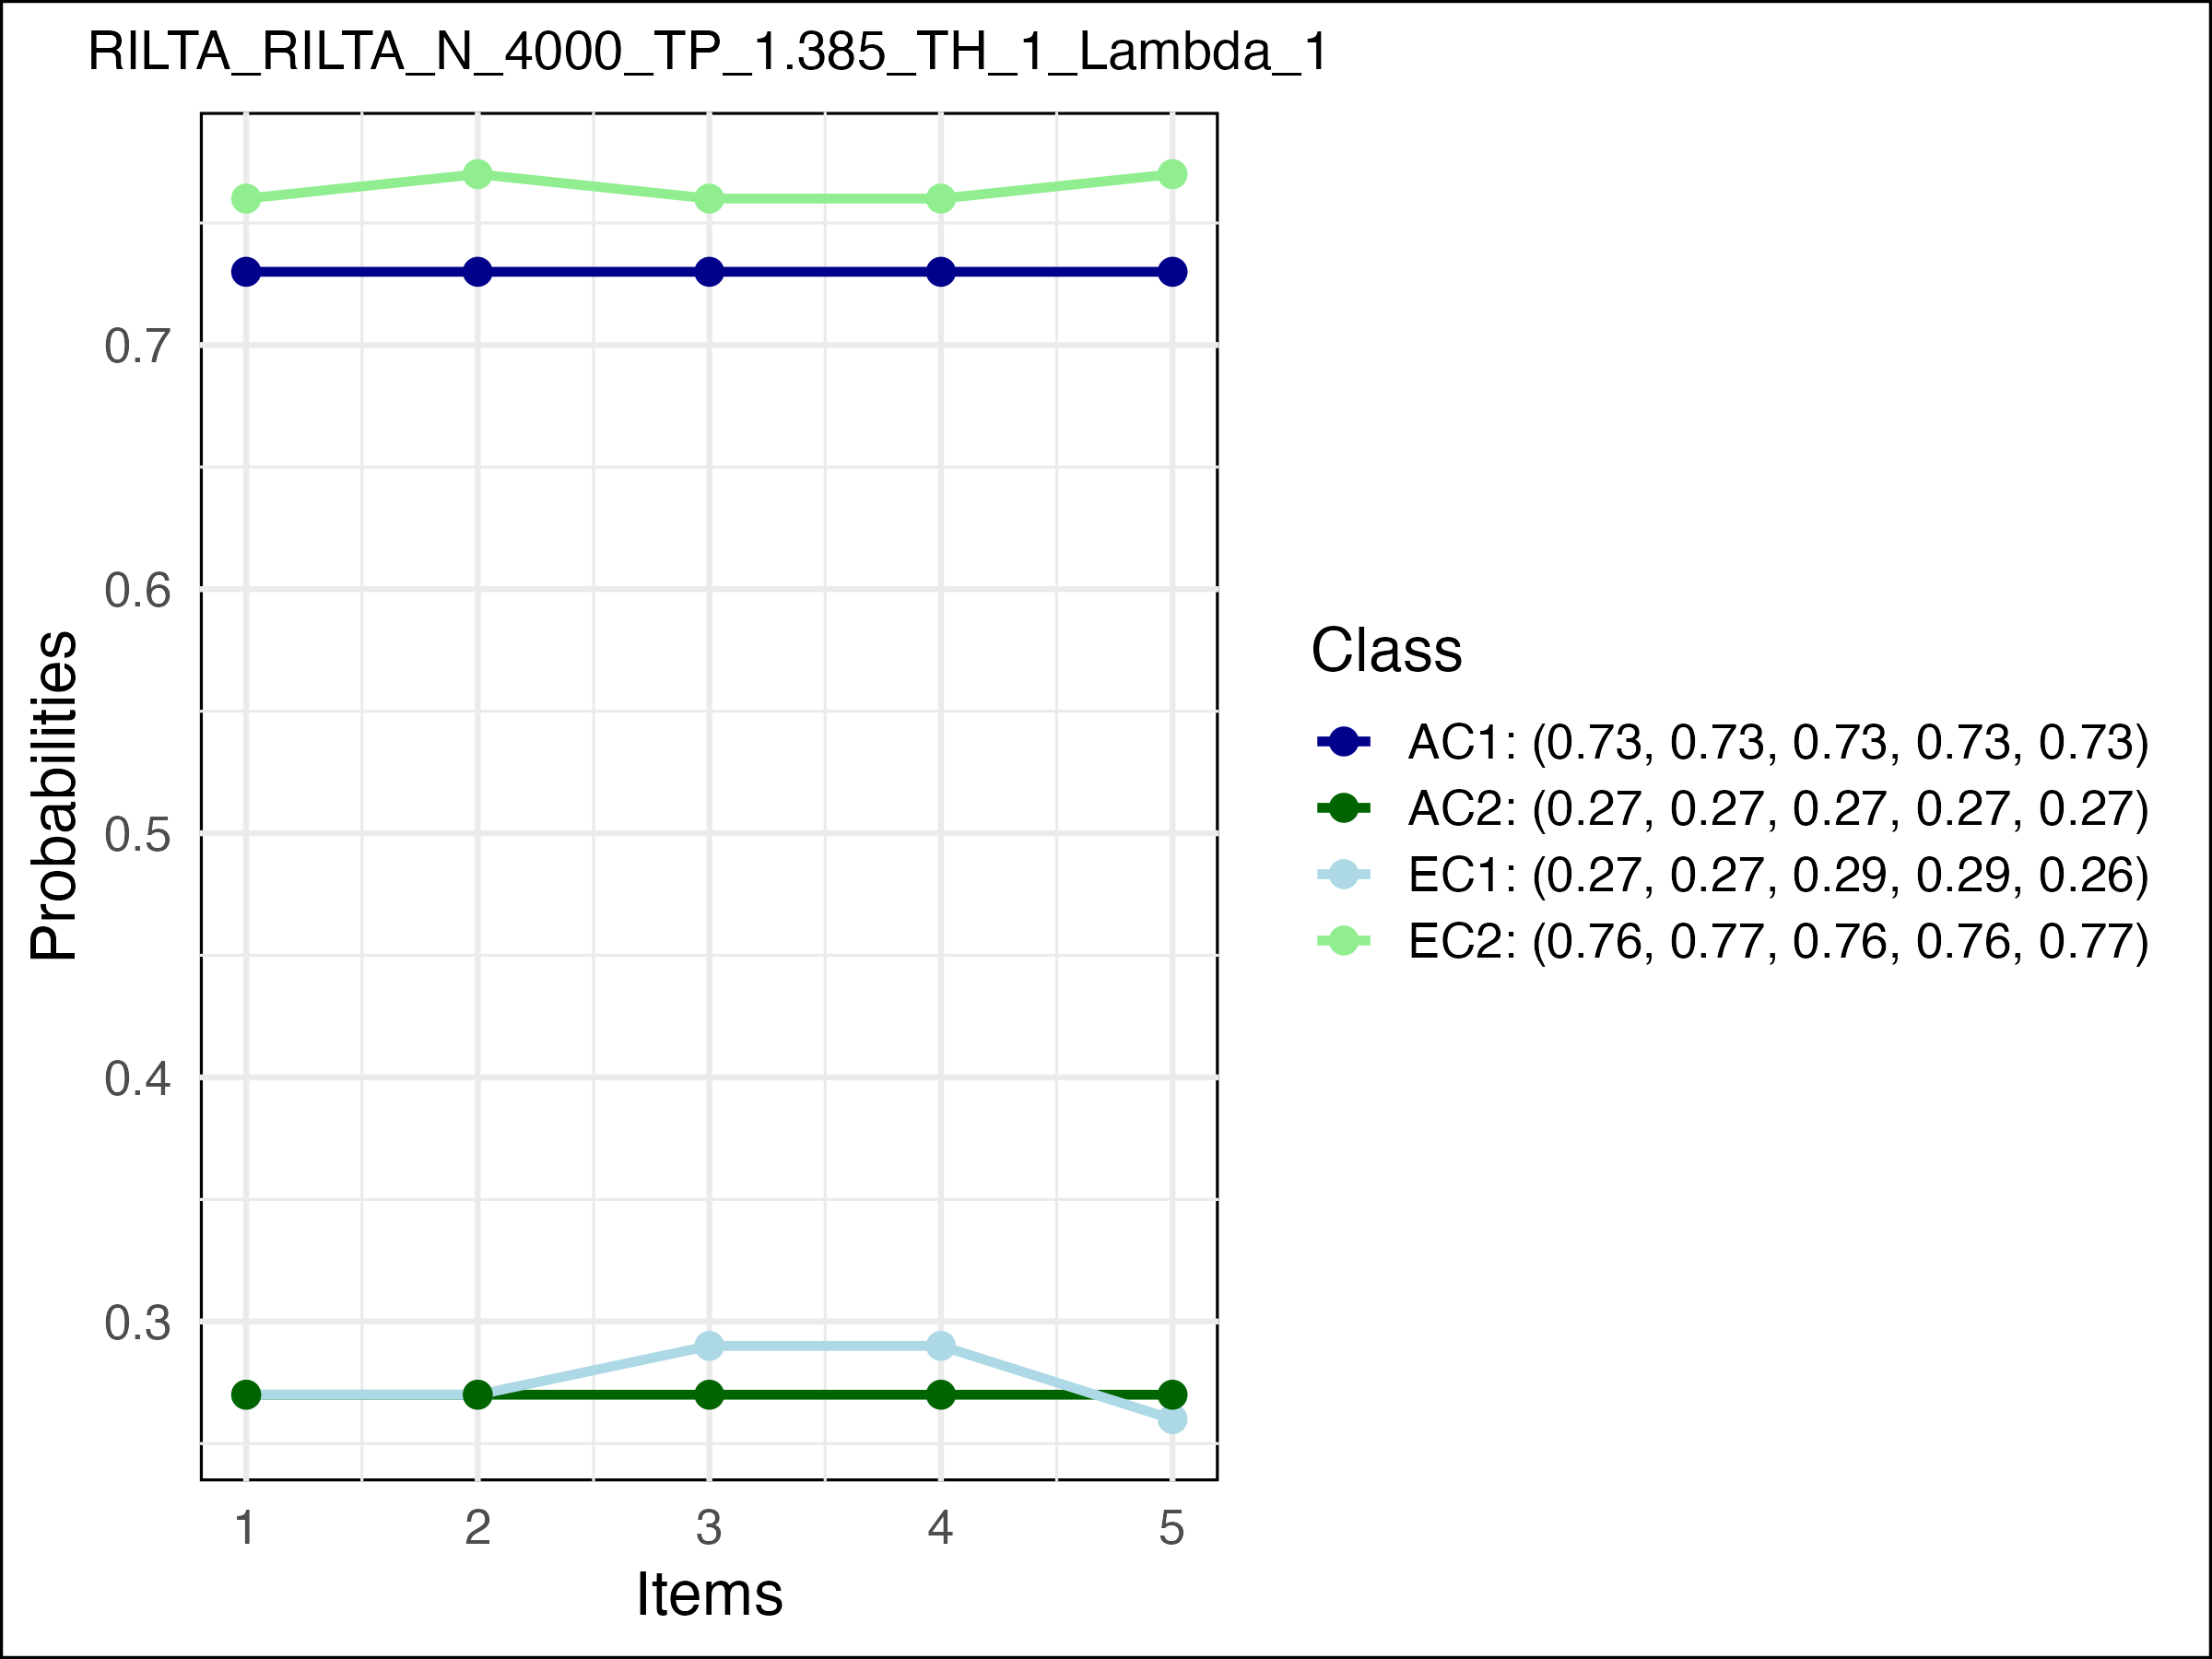 RILTA_RILTA_N_4000_TP_1.385_TH_1_Lambda_1
Probabilities
0.7
0.6
0.5
0.4
0.3
1 2 3 4 5
Items
Class
AC1: (0.73, 0.73, 0.73, 0.73, 0.73)
AC2: (0.27, 0.27, 0.27, 0.27, 0.27)
EC1: (0.27, 0.27, 0.29, 0.29, 0.26)
EC2: (0.76, 0.77, 0.76, 0.76, 0.77)